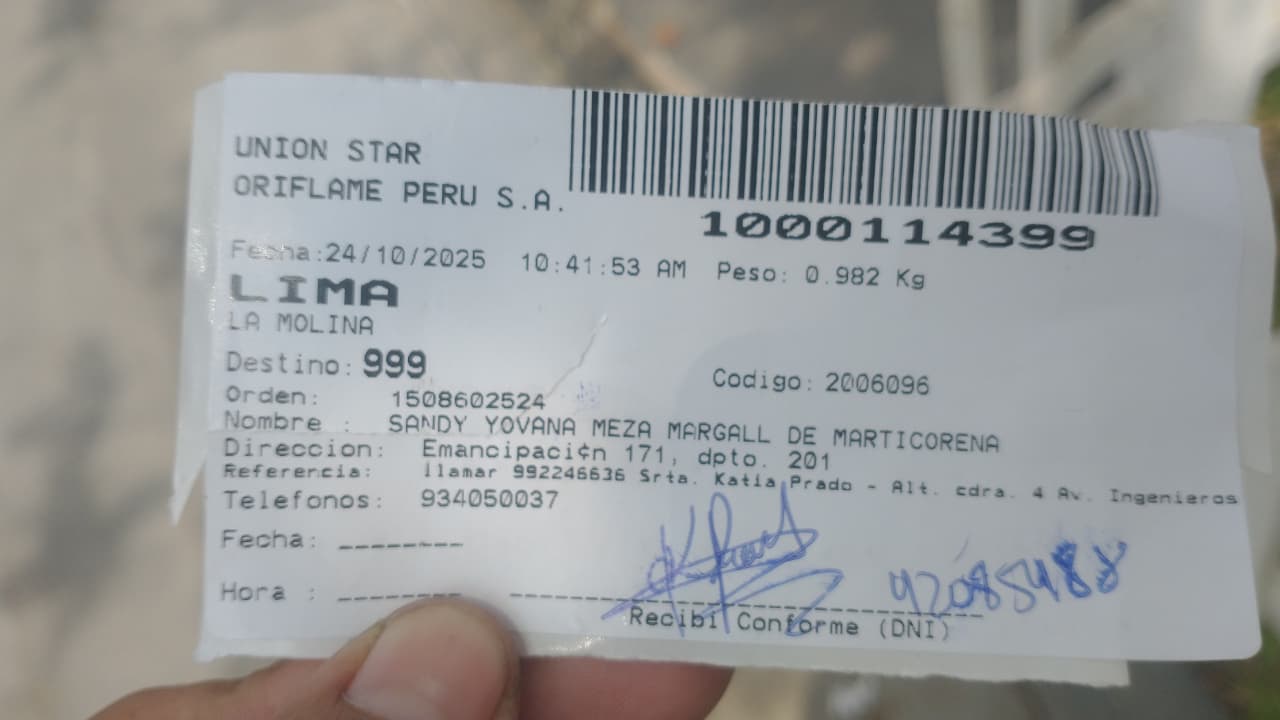 UNION STAR
ORIFLAME PERU S.A.
1000114399
Fecha:24/10/2025 10:41:53 AM Peso: 0.982 Kg
LIMA
LA MOLINA
Destino: 999 Codigo: 2006096
Orden: 1508602524
Nombre : SANDY YOVANA MEZA MARGALL DE MARTICORENA
Direccion: Emancipaci¢n 171, dpto. 201
Referencia: llamar 992246636 Srta. Katia Prado - Alt. cdra. 4 Av. Ingenieros
Telefonos: 934050037
Fecha: --------
Hora : --------
Recibi Conforme (DNI)